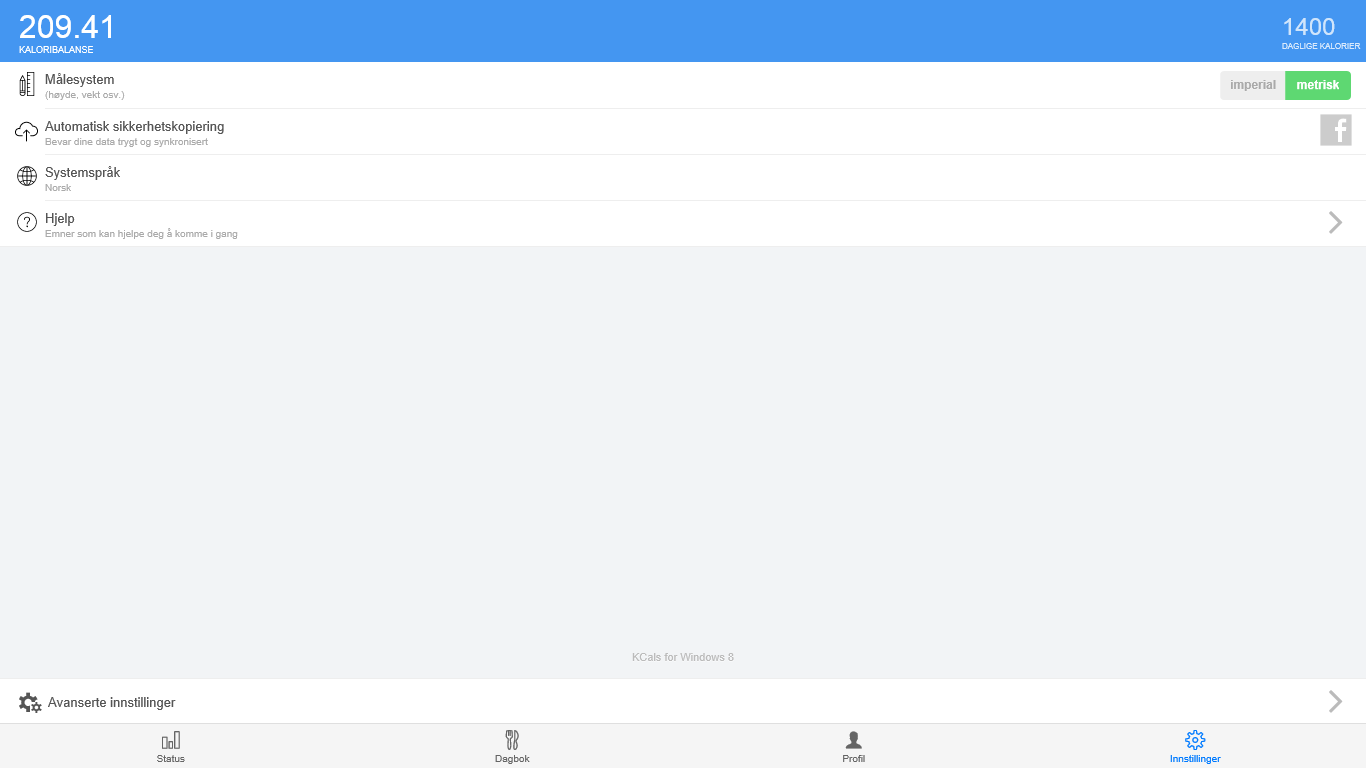 209.41
KALORIBALANSE
1400
DAGLIGE KALORIER
Målesystem
(høyde, vekt osv.)
imperial
metrisk
Automatisk sikkerhetskopiering
Bevar dine data trygt og synkronisert
f
Systemspråk
Norsk
?
Hjelp
Emner som kan hjelpe deg å komme i gang
KCals for Windows 8
Avanserte innstillinger
Status
Dagbok
Profil
Innstillinger